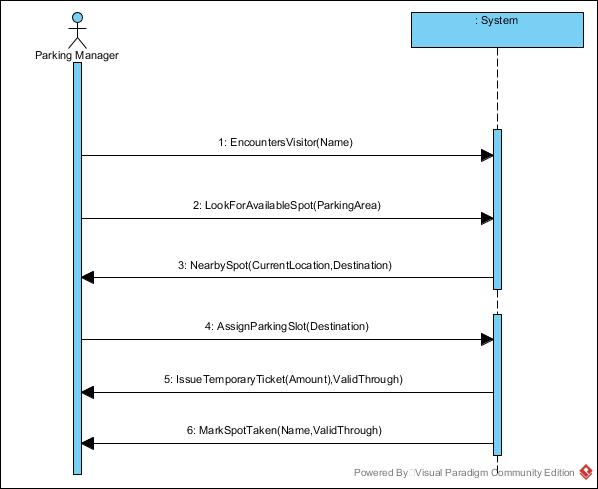 : System
Parking Manager
1: EncountersVisitor(Name)
2: LookForAvailableSpot(ParkingArea)
3: NearbySpot(CurrentLocation,Destination)
4: AssignParkingSlot(Destination)
5: IssueTemporaryTicket(Amount),ValidThrough)
6: MarkSpotTaken(Name,ValidThrough)
Powered By Visual Paradigm Community Edition